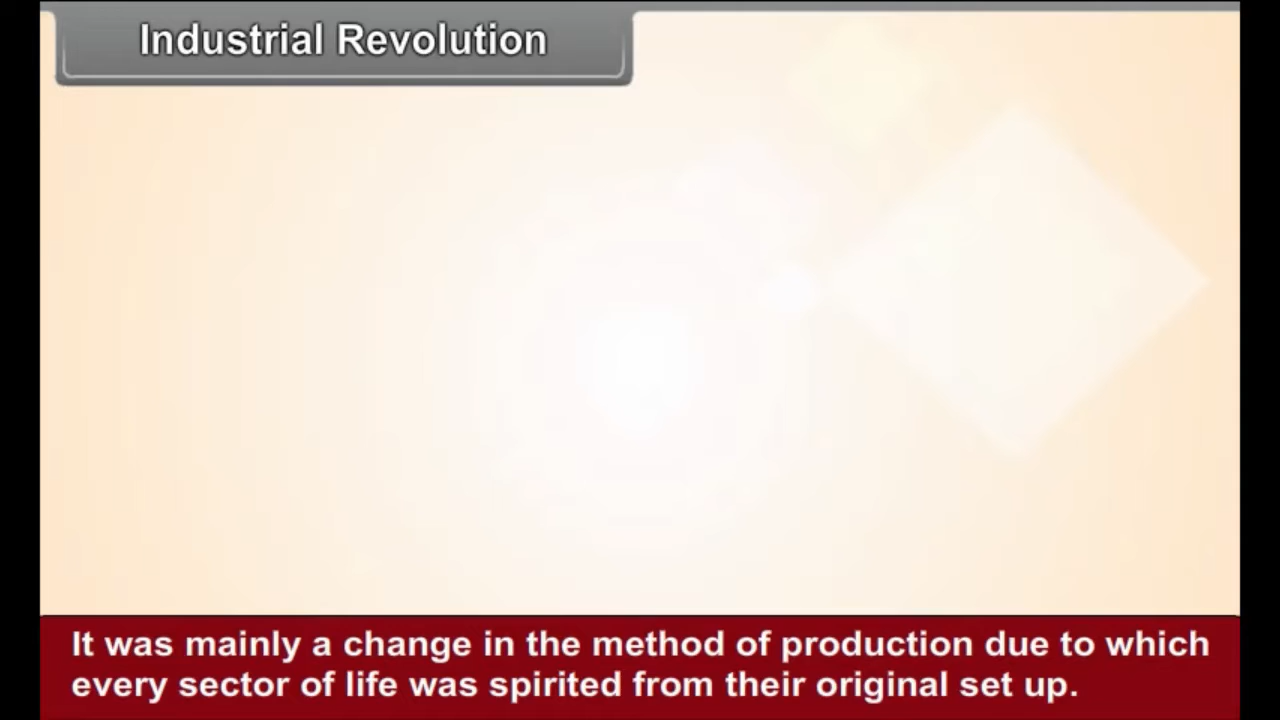 Industrial Revolution
It was mainly a change in the method of production due to which
every sector of life was spirited from their original set up.